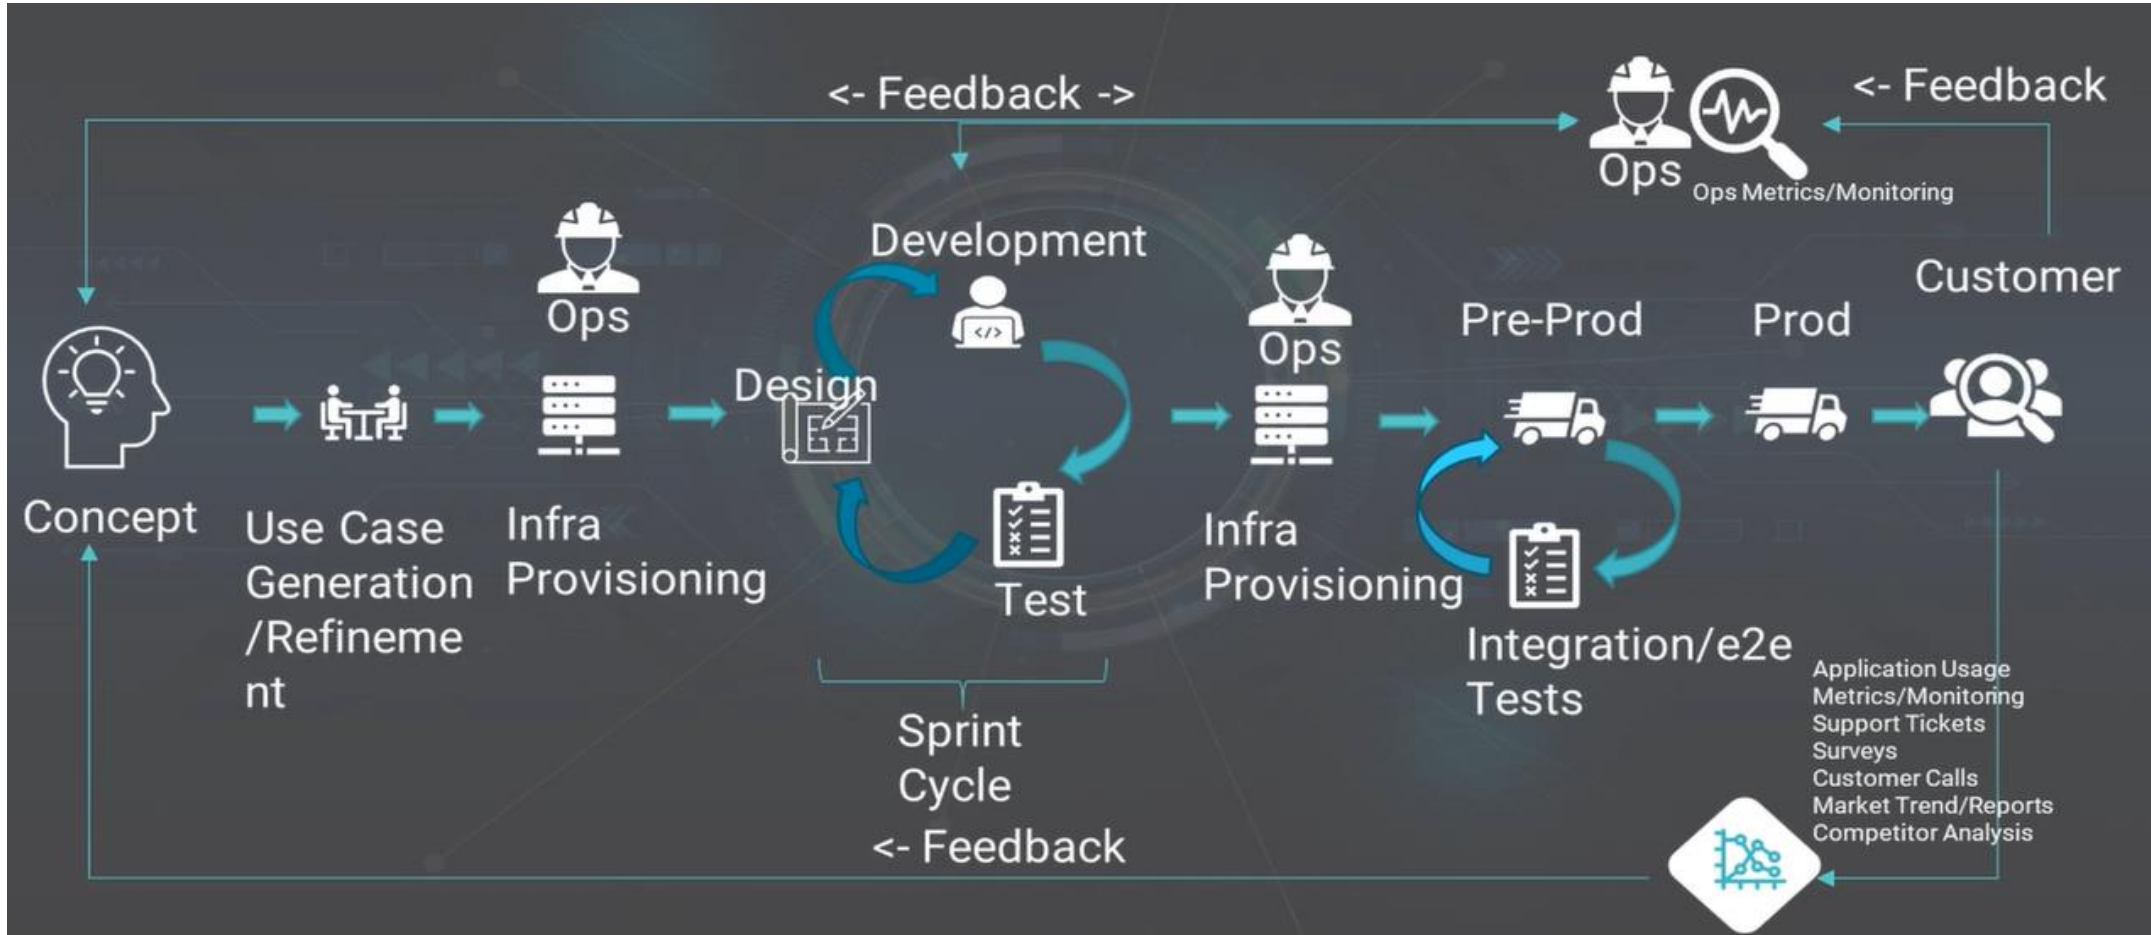 <- Feedback ->
<- Feedback
Ops
Ops Metrics/Monitoring
Ops
Development
Ops
Customer
Pre-Prod
Prod
Design
</>
Concept
Use Case
Generation
/Refineme
nt
Infra
Provisioning
Test
Infra
Provisioning
Integration/e2e
Tests
Sprint
Cycle
Application Usage
Metrics/Monitoring
Support Tickets
Surveys
Customer Calls
Market Trend/Reports
Competitor Analysis
<- Feedback